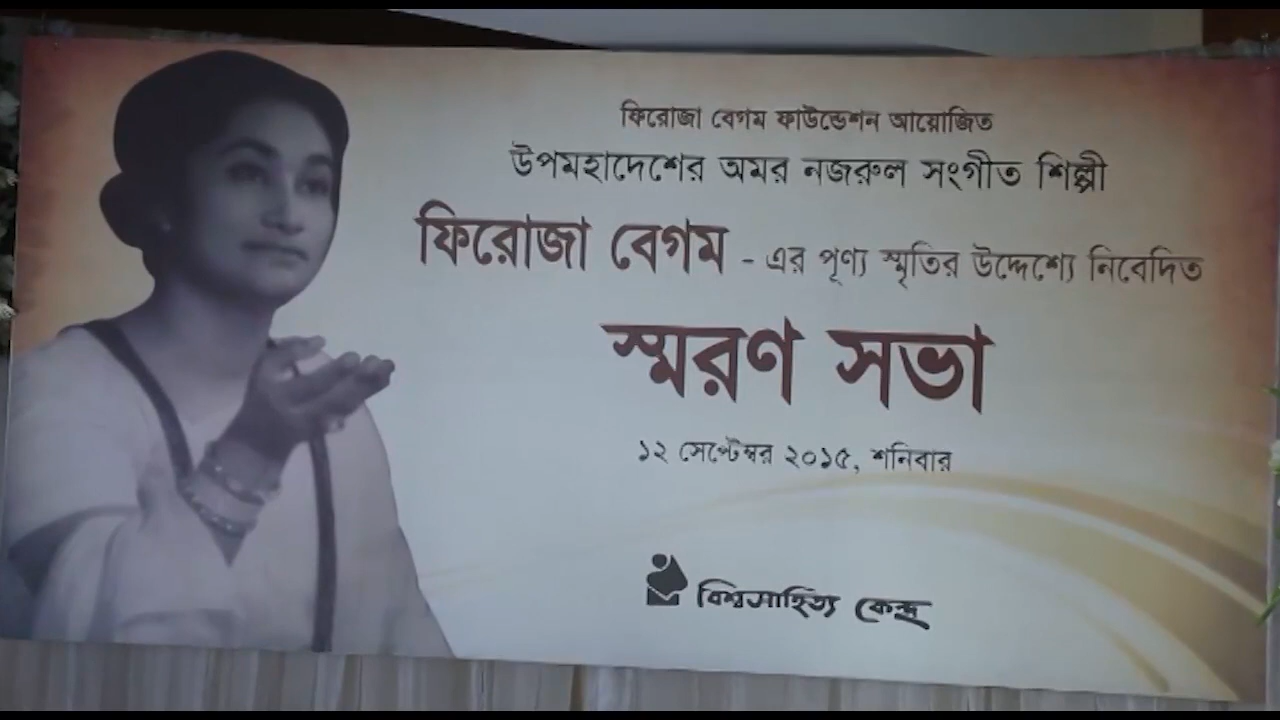 ফিরোজা বেগম ফাউন্ডেশন আয়োজিত
উপমহাদেশের অমর নজরুল সংগীত শিল্পী
ফিরোজা বেগম - এর পূণ্য স্মৃতির উদ্দেশ্যে নিবেদিত
স্মরণ সভা
১২ সেপ্টেম্বর ২০১৫, শনিবার
বিশ্বসাহিত্য কেন্দ্র